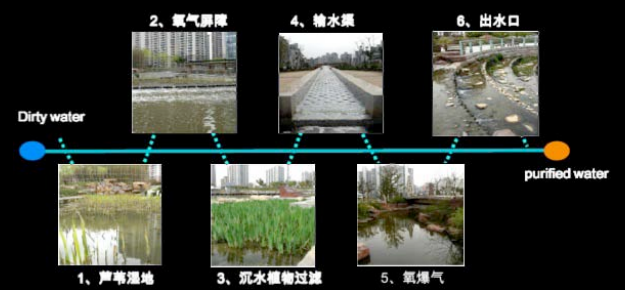 2、氧气屏障
4、输水渠
6、出水口
Dirty water
purified water
1、芦苇湿地
3、沉水植物过滤
5、氧爆气